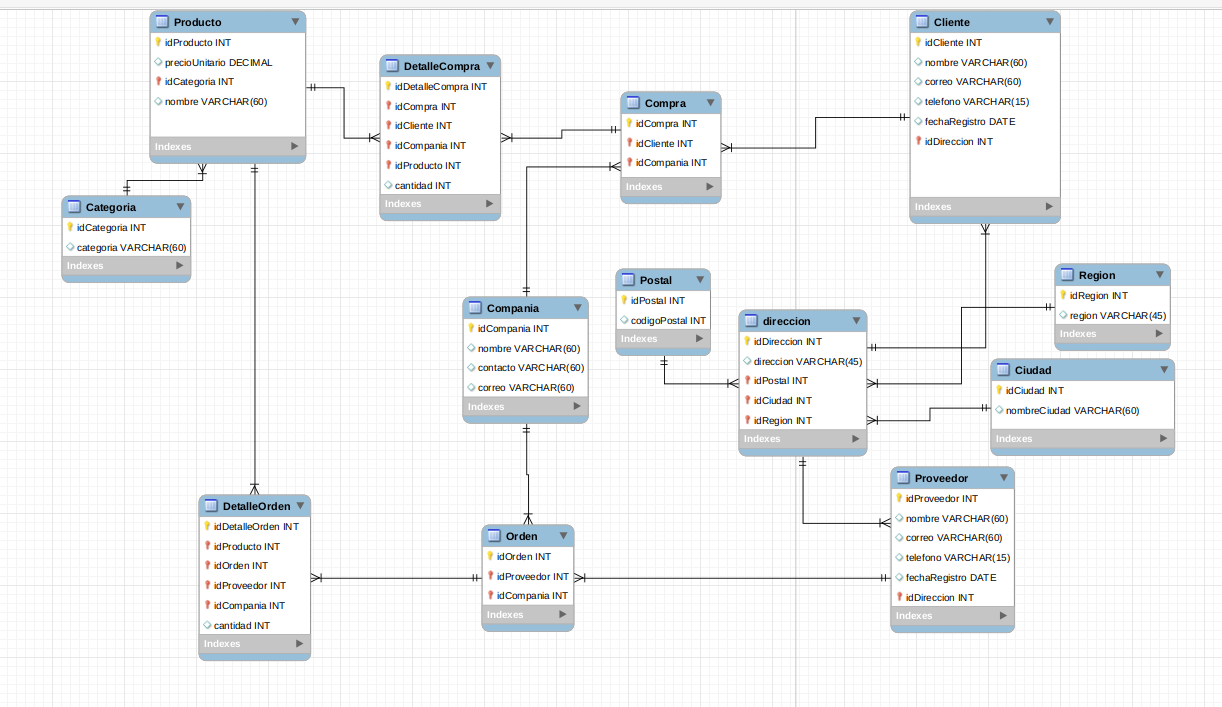 Producto
idProducto INT
precioUnitario DECIMAL
idCategoria INT
nombre VARCHAR(60)
Indexes
Categoria
idCategoria INT
categoria VARCHAR(60)
Indexes
DetalleCompra
idDetalleCompra INT
idCompra INT
idCliente INT
idCompania INT
idProducto INT
cantidad INT
Indexes
Compra
idCompra INT
idCliente INT
idCompania INT
Indexes
Cliente
idCliente INT
nombre VARCHAR(60)
correo VARCHAR(60)
telefono VARCHAR(15)
fechaRegistro DATE
idDireccion INT
Indexes
Compania
idCompania INT
nombre VARCHAR(60)
contacto VARCHAR(60)
correo VARCHAR(60)
Indexes
Postal
idPostal INT
codigoPostal INT
Indexes
direccion
idDireccion INT
direccion VARCHAR(45)
idPostal INT
idCiudad INT
idRegion INT
Indexes
Region
idRegion INT
region VARCHAR(45)
Indexes
Ciudad
idCiudad INT
nombreCiudad VARCHAR(60)
Indexes
DetalleOrden
idDetalleOrden INT
idProducto INT
idOrden INT
idProveedor INT
idCompania INT
cantidad INT
Indexes
Orden
idOrden INT
idProveedor INT
idCompania INT
Indexes
Proveedor
idProveedor INT
nombre VARCHAR(60)
correo VARCHAR(60)
telefono VARCHAR(15)
fechaRegistro DATE
idDireccion INT
Indexes